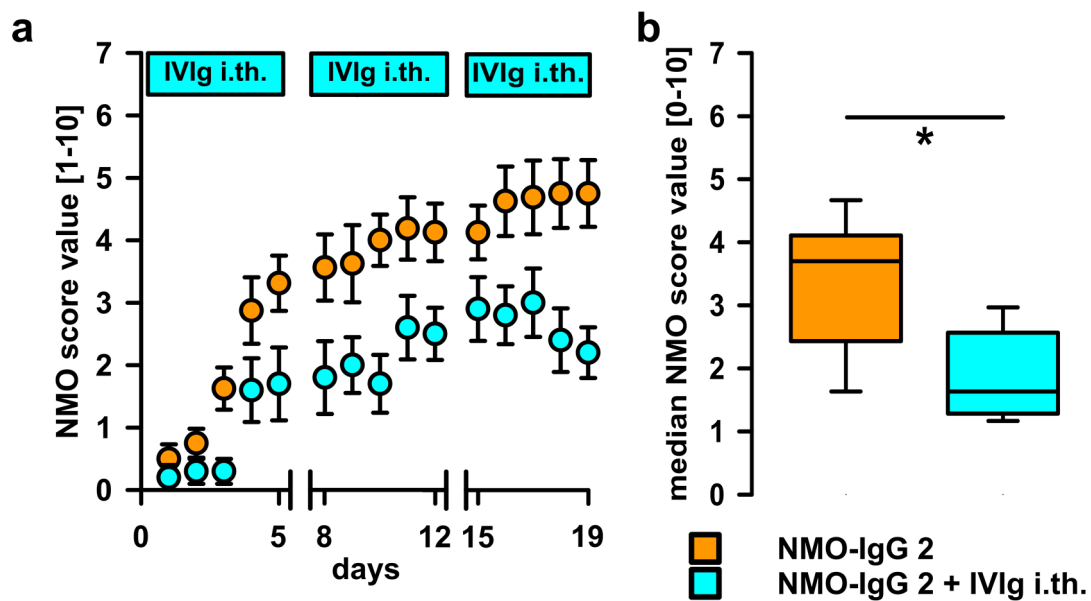 a
IVIg i.th.
IVIg i.th.
IVIg i.th.
NMO score value [1-10]
7
6
5
4
3
2
1
0
0
5
8
12
15
19
days
b
median NMO score value [0-10]
7
6
5
4
3
2
1
0
*
NMO-IgG 2
NMO-IgG 2 + IVIg i.th.